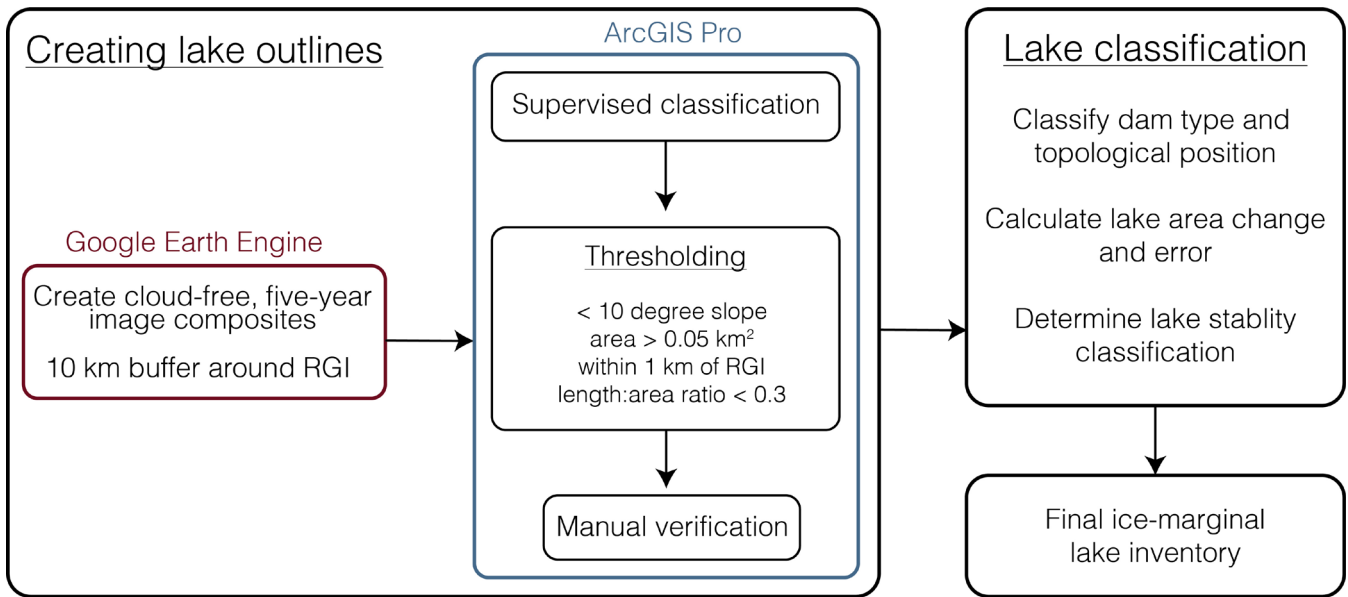 Creating lake outlines
Google Earth Engine
Create cloud-free, five-year
image composites
10 km buffer around RGI
ArcGIS Pro
Supervised classification
Thresholding
< 10 degree slope
area > 0.05 km²
within 1 km of RGI
length:area ratio < 0.3
Manual verification
Lake classification
Classify dam type and
topological position
Calculate lake area change
and error
Determine lake stablity
classification
Final ice-marginal
lake inventory